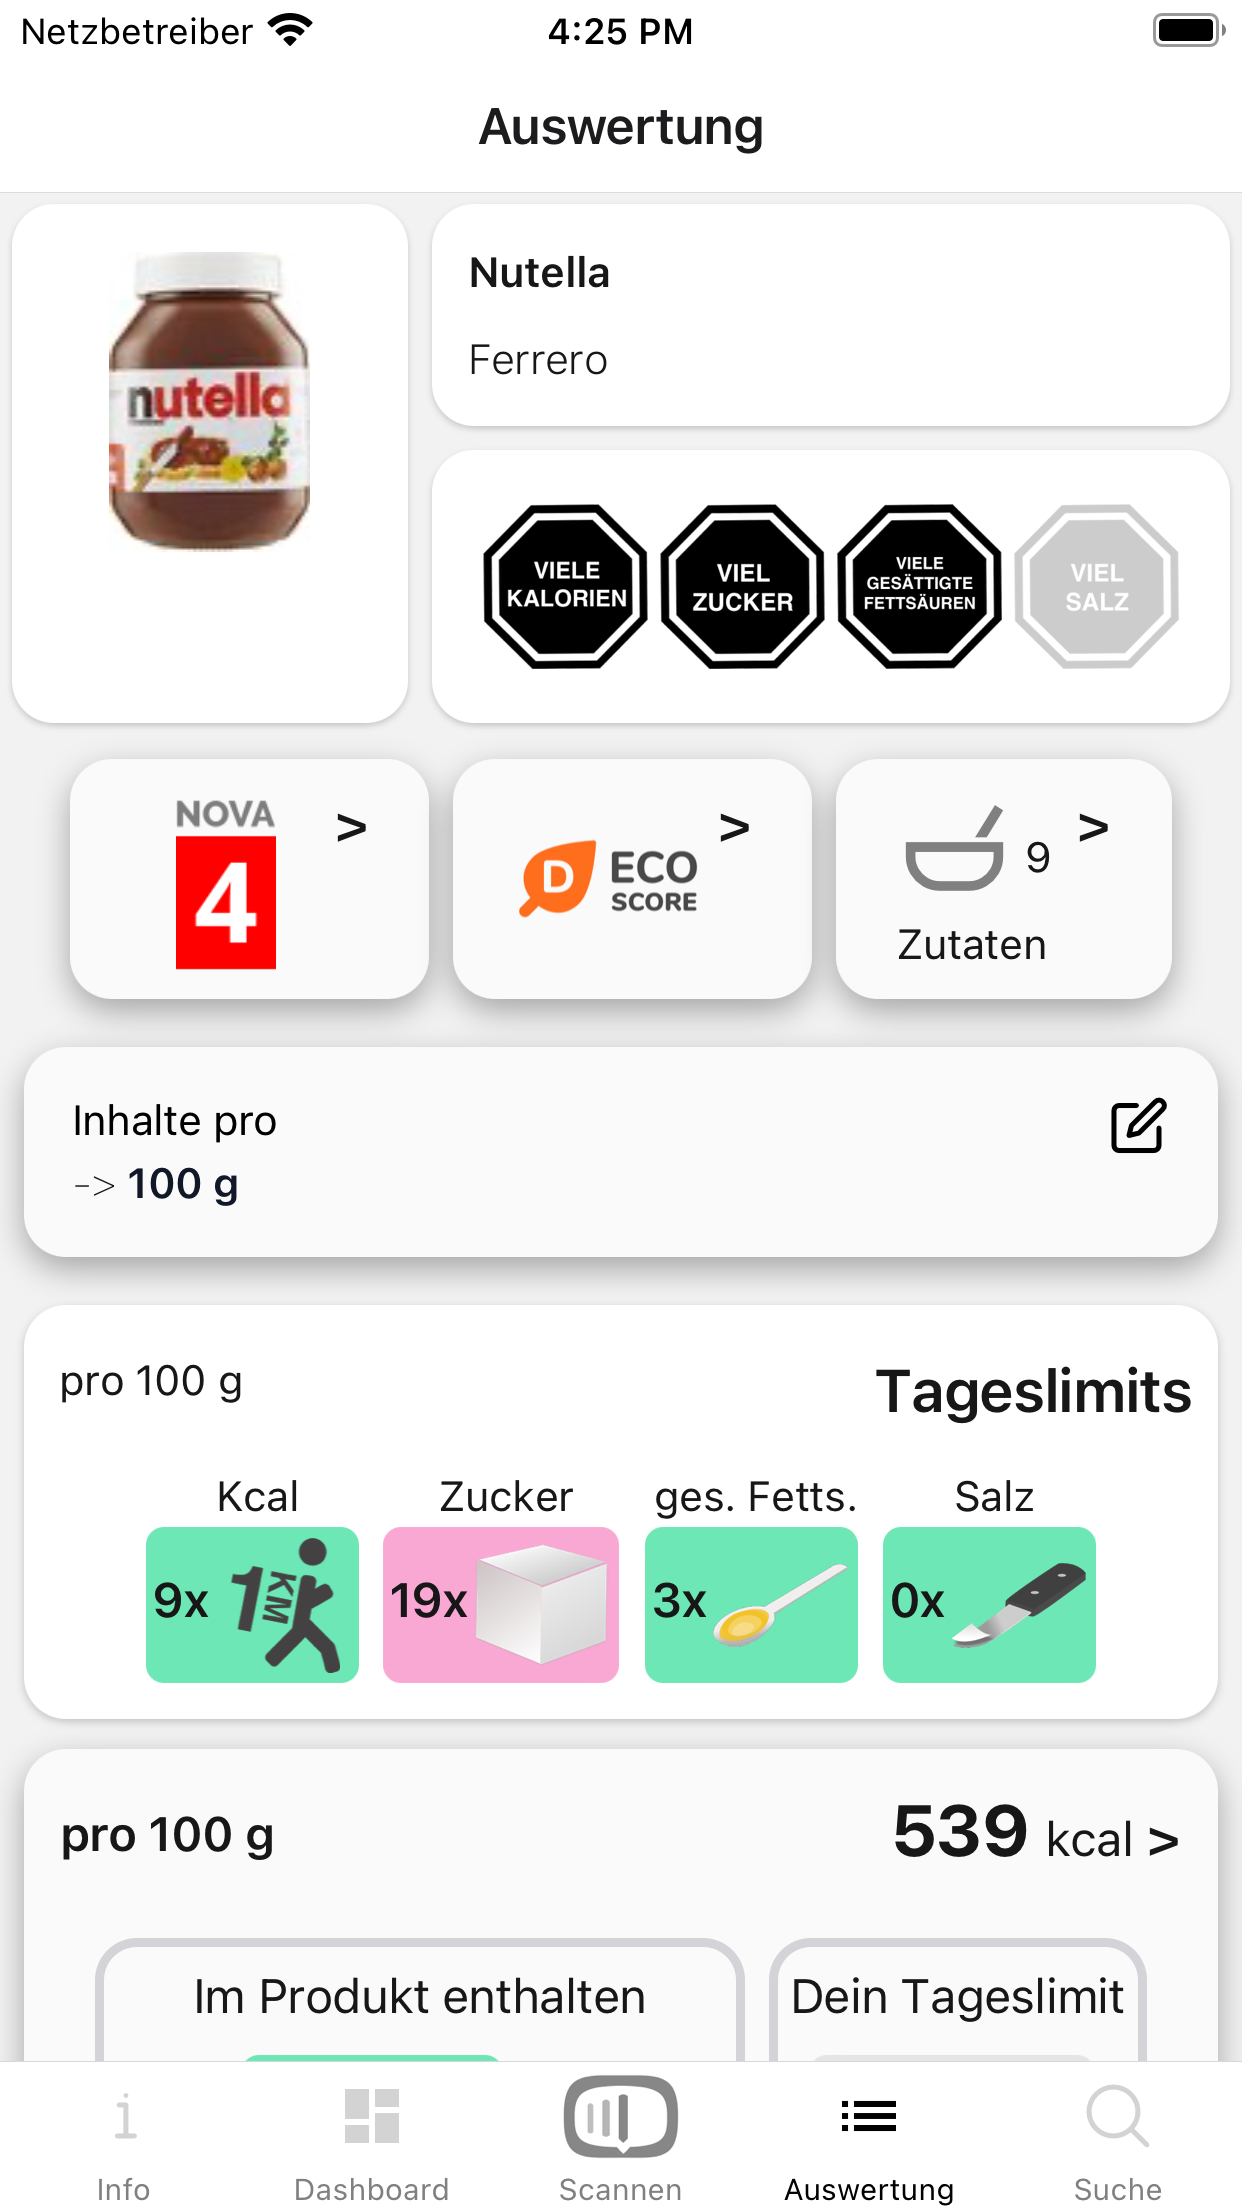 Netzbetreiber
4:25 PM
Auswertung
nutella
Nutella
Ferrero
VIELE
KALORIEN
VIEL
ZUCKER
VIELE
GESÄTTIGTE
FETTSÄUREN
VIEL
SALZ
NOVA
4
>
D
ECO
SCORE
>
9
>
Zutaten
Inhalte pro
-> 100 g
pro 100 g
Tageslimits
Kcal
Zucker
ges. Fetts.
Salz
9x
1KM
19x
3x
0x
pro 100 g
539 kcal >
Im Produkt enthalten
Dein Tageslimit
Info
Dashboard
Scannen
Auswertung
Suche